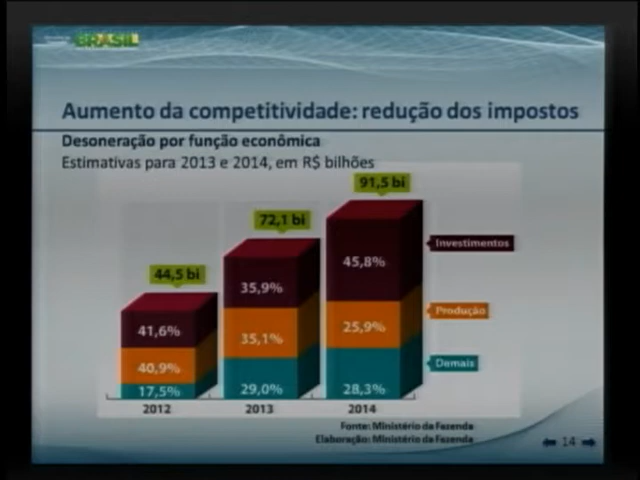 BRASIL
Aumento da competitividade: redução dos impostos
Desoneração por função econômica
Estimativas para 2013 e 2014, em R$ bilhões
91,5 bi
72,1 bi
44,5 bi
Investimentos
45,8%
35,9%
41,6%
Produção
25,9%
35,1%
40,9%
Demais
28,3%
29,0%
17,5%
2012 2013 2014
Fonte: Ministério da Fazenda
Elaboração: Ministério da Fazenda
14